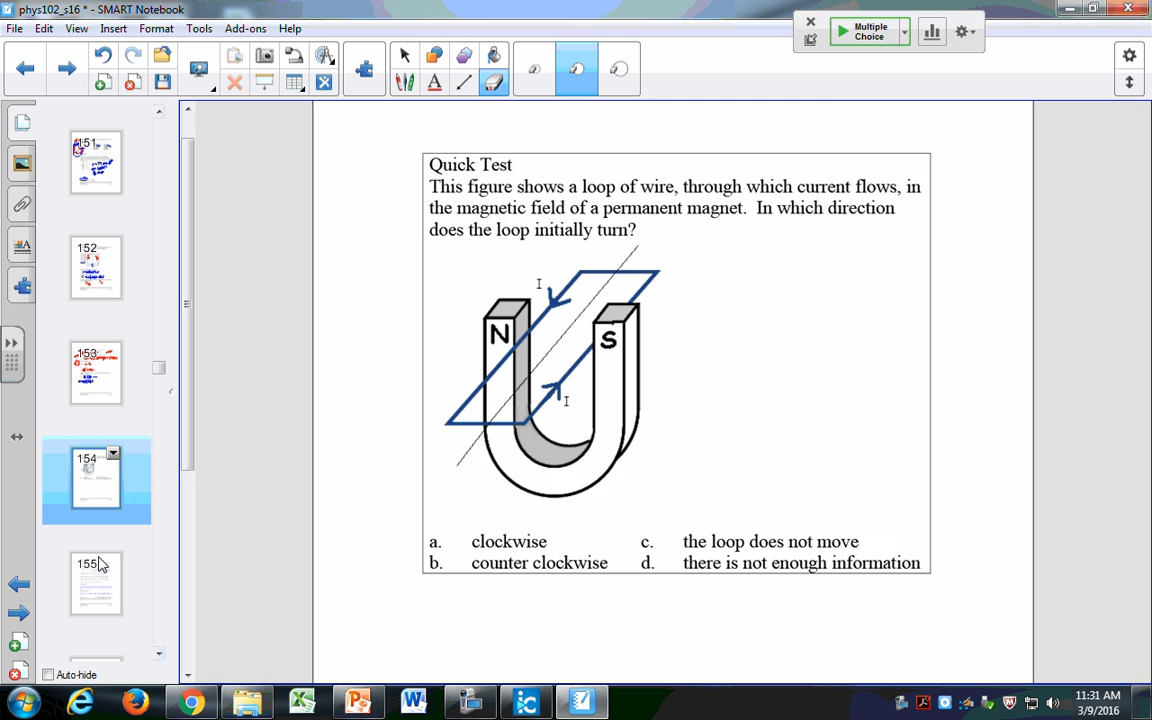 phys102_s16 * - SMART Notebook
File Edit View Insert Format Tools Add-ons Help
Multiple
Choice
A
151
152
153
154
155
Auto-hide
Quick Test
This figure shows a loop of wire, through which current flows, in
the magnetic field of a permanent magnet. In which direction
does the loop initially turn?
I
N
S
I
a. clockwise c. the loop does not move
b. counter clockwise d. there is not enough information
11:31 AM
3/9/2016